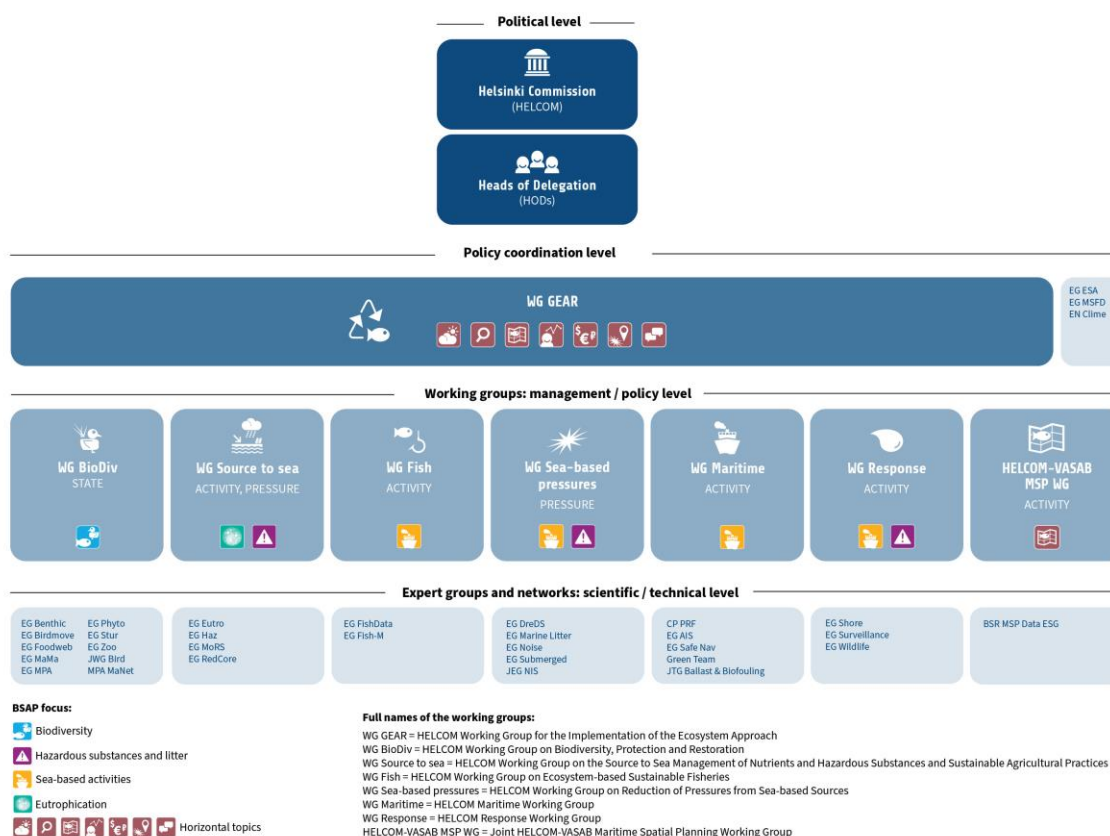 Political level
Helsinki Commission
(HELCOM)
Heads of Delegation
(HODs)
Policy coordination level
WG GEAR
EG ESA
EG MSFD
EN Clime
Working groups: management / policy level
WG BioDiv
STATE
WG Source to sea
ACTIVITY, PRESSURE
WG Fish
ACTIVITY
WG Sea-based
pressures
PRESSURE
WG Maritime
ACTIVITY
WG Response
ACTIVITY
HELCOM-VASAB
MSP WG
ACTIVITY
Expert groups and networks: scientific / technical level
EG Benthic
EG Birdmove
EG Foodweb
EG MaMa
EG MPA
EG Phyto
EG Stur
EG Zoo
JWG Bird
MPA MaNet
EG Eutro
EG Haz
EG MoRS
EG RedCore
EG FishData
EG Fish-M
EG DreDS
EG Marine Litter
EG Noise
EG Submerged
JEG NIS
CP PRF
EG AIS
EG Safe Nav
Green Team
JTG Ballast & Biofouling
EG Shore
EG Surveillance
EG Wildlife
BSR MSP Data ESG
BSAP focus:
Biodiversity
Hazardous substances and litter
Sea-based activities
Eutrophication
Horizontal topics
Full names of the working groups:
WG GEAR = HELCOM Working Group for the Implementation of the Ecosystem Approach
WG BioDiv = HELCOM Working Group on Biodiversity, Protection and Restoration
WG Source to sea = HELCOM Working Group on the Source to Sea Management of Nutrients and Hazardous Substances and Sustainable Agricultural Practices
WG Fish = HELCOM Working Group on Ecosystem-based Sustainable Fisheries
WG Sea-based pressures = HELCOM Working Group on Reduction of Pressures from Sea-based Sources
WG Maritime = HELCOM Maritime Working Group
WG Response = HELCOM Response Working Group
HELCOM-VASAB MSP WG = Joint HELCOM-VASAB Maritime Spatial Planning Working Group